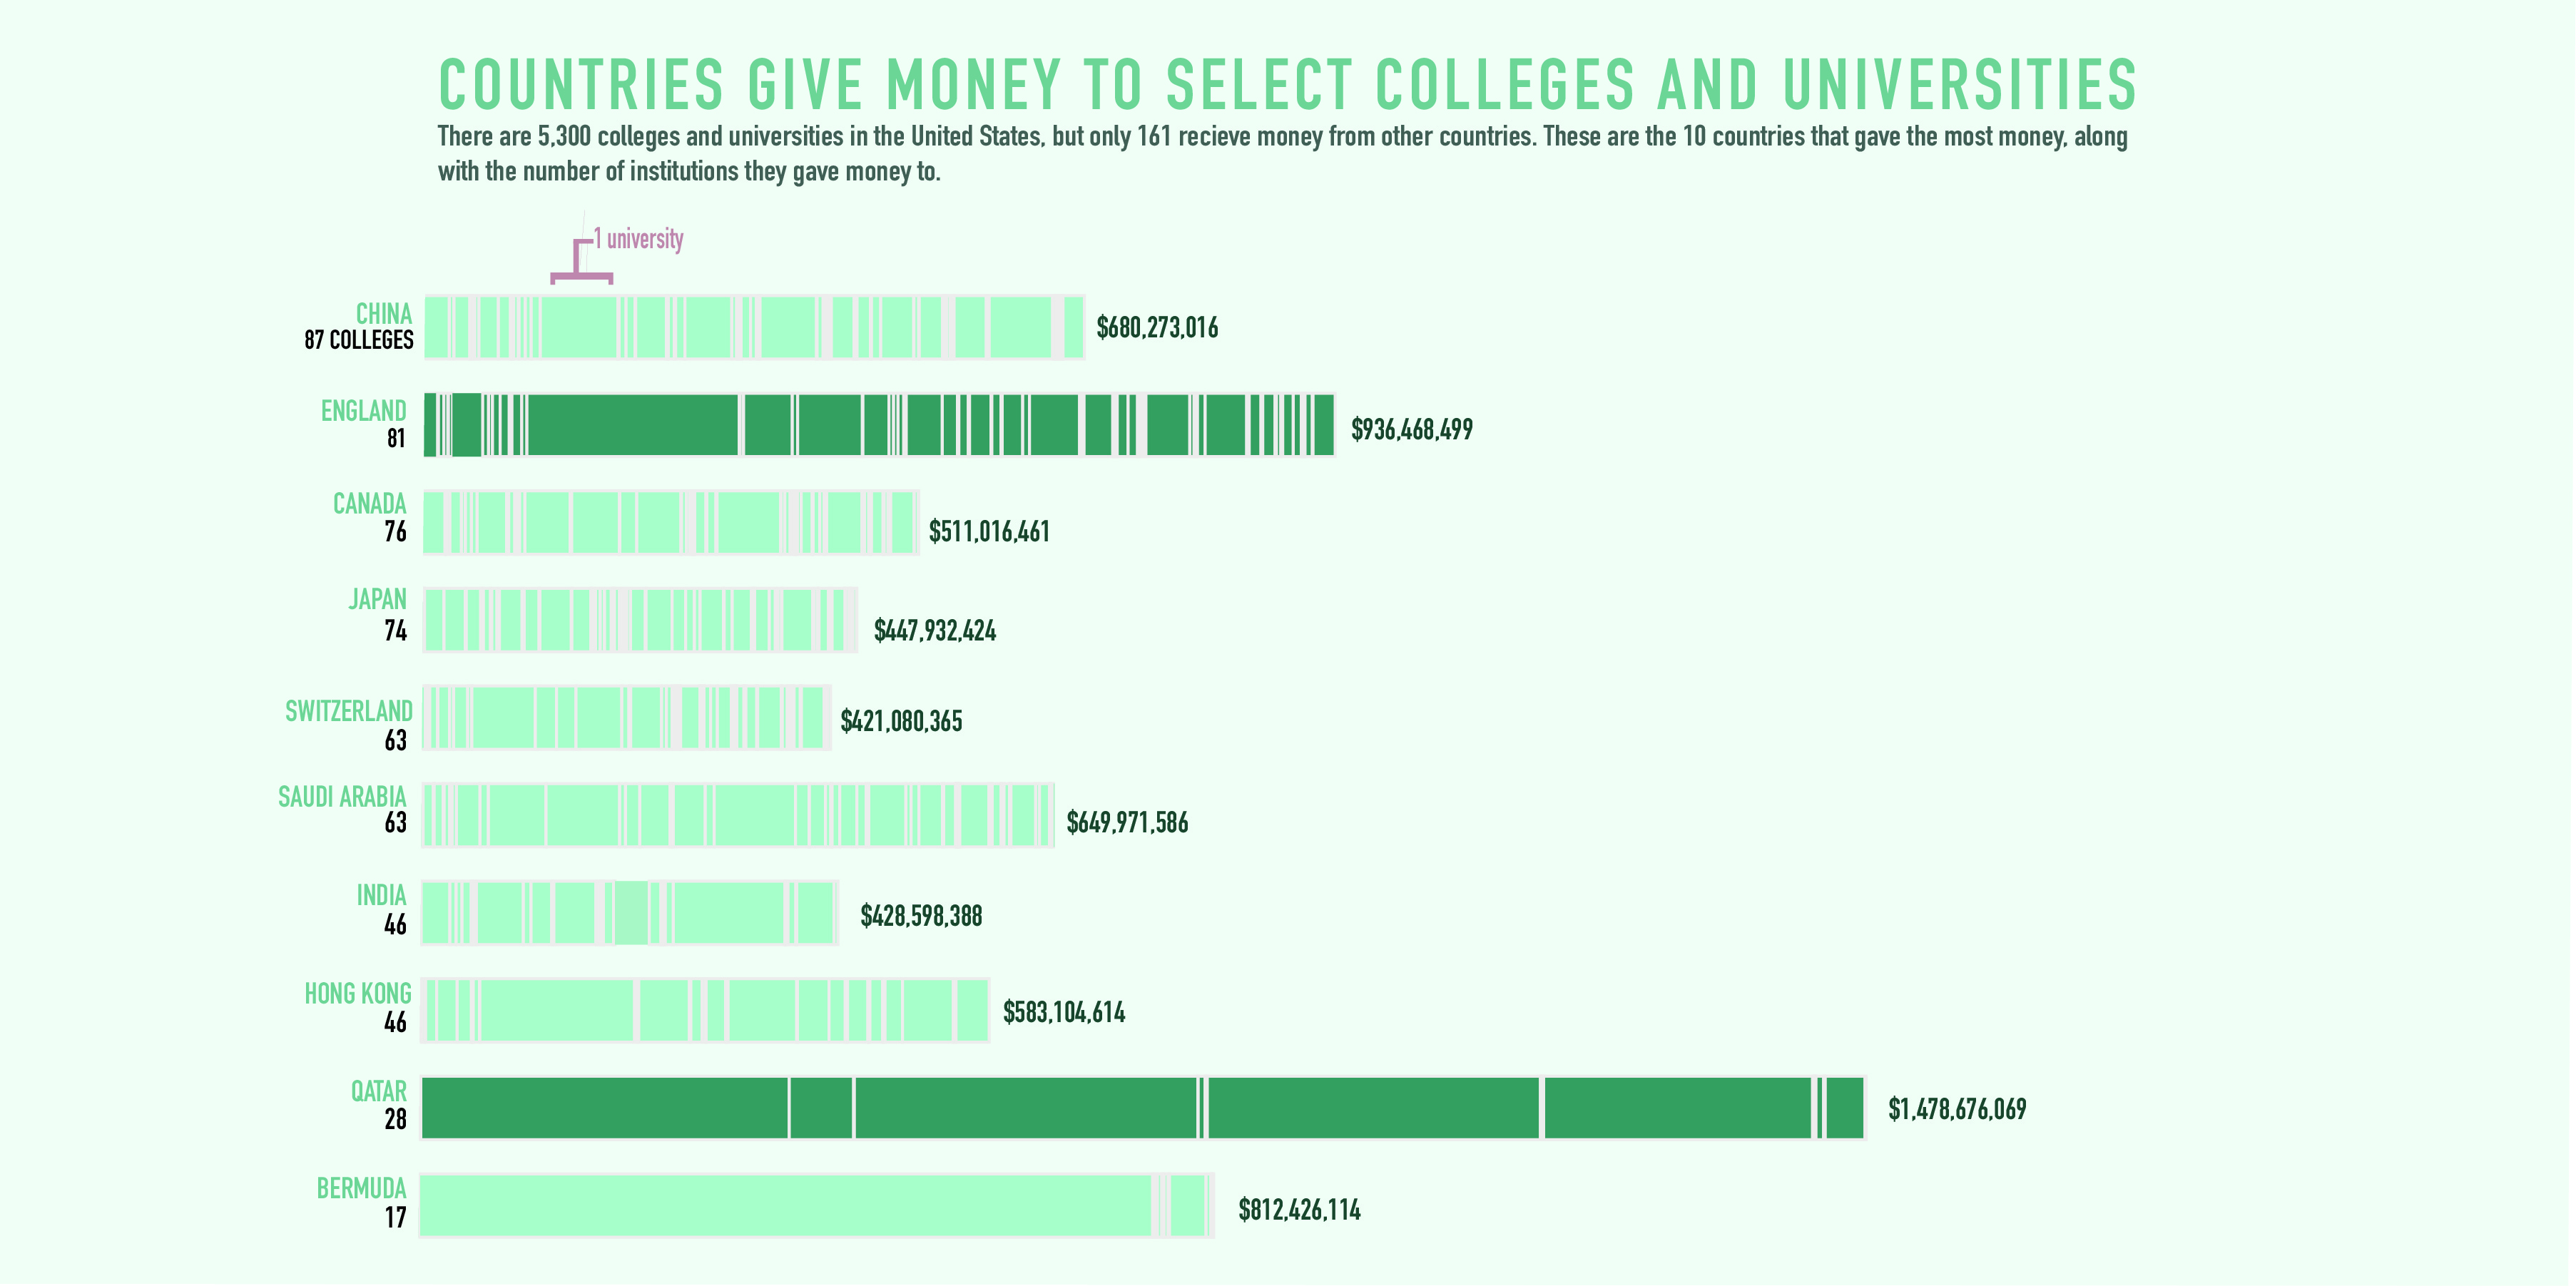 COUNTRIES GIVE MONEY TO SELECT COLLEGES AND UNIVERSITIES
There are 5,300 colleges and universities in the United States, but only 161 recieve money from other countries. These are the 10 countries that gave the most money, along
with the number of institutions they gave money to.
1 university
CHINA
87 COLLEGES
$680,273,016
ENGLAND
81
$936,468,499
CANADA
76
$511,016,461
JAPAN
74
$447,932,424
SWITZERLAND
63
$421,080,365
SAUDI ARABIA
63
$649,971,586
INDIA
46
$428,598,388
HONG KONG
46
$583,104,614
QATAR
28
$1,478,676,069
BERMUDA
17
$812,426,114